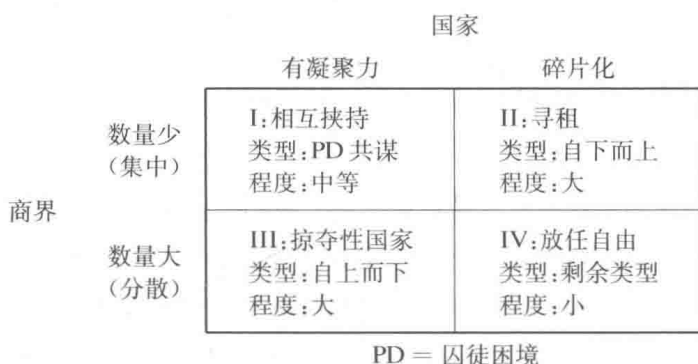 国家
有凝聚力 碎片化
数量少
(集中)
I:相互挟持
类型:PD 共谋
程度:中等
II:寻租
类型:自下而上
程度:大
商界
数量大
(分散)
III:掠夺性国家
类型:自上而下
程度:大
IV:放任自由
类型:剩余类型
程度:小
PD = 囚徒困境